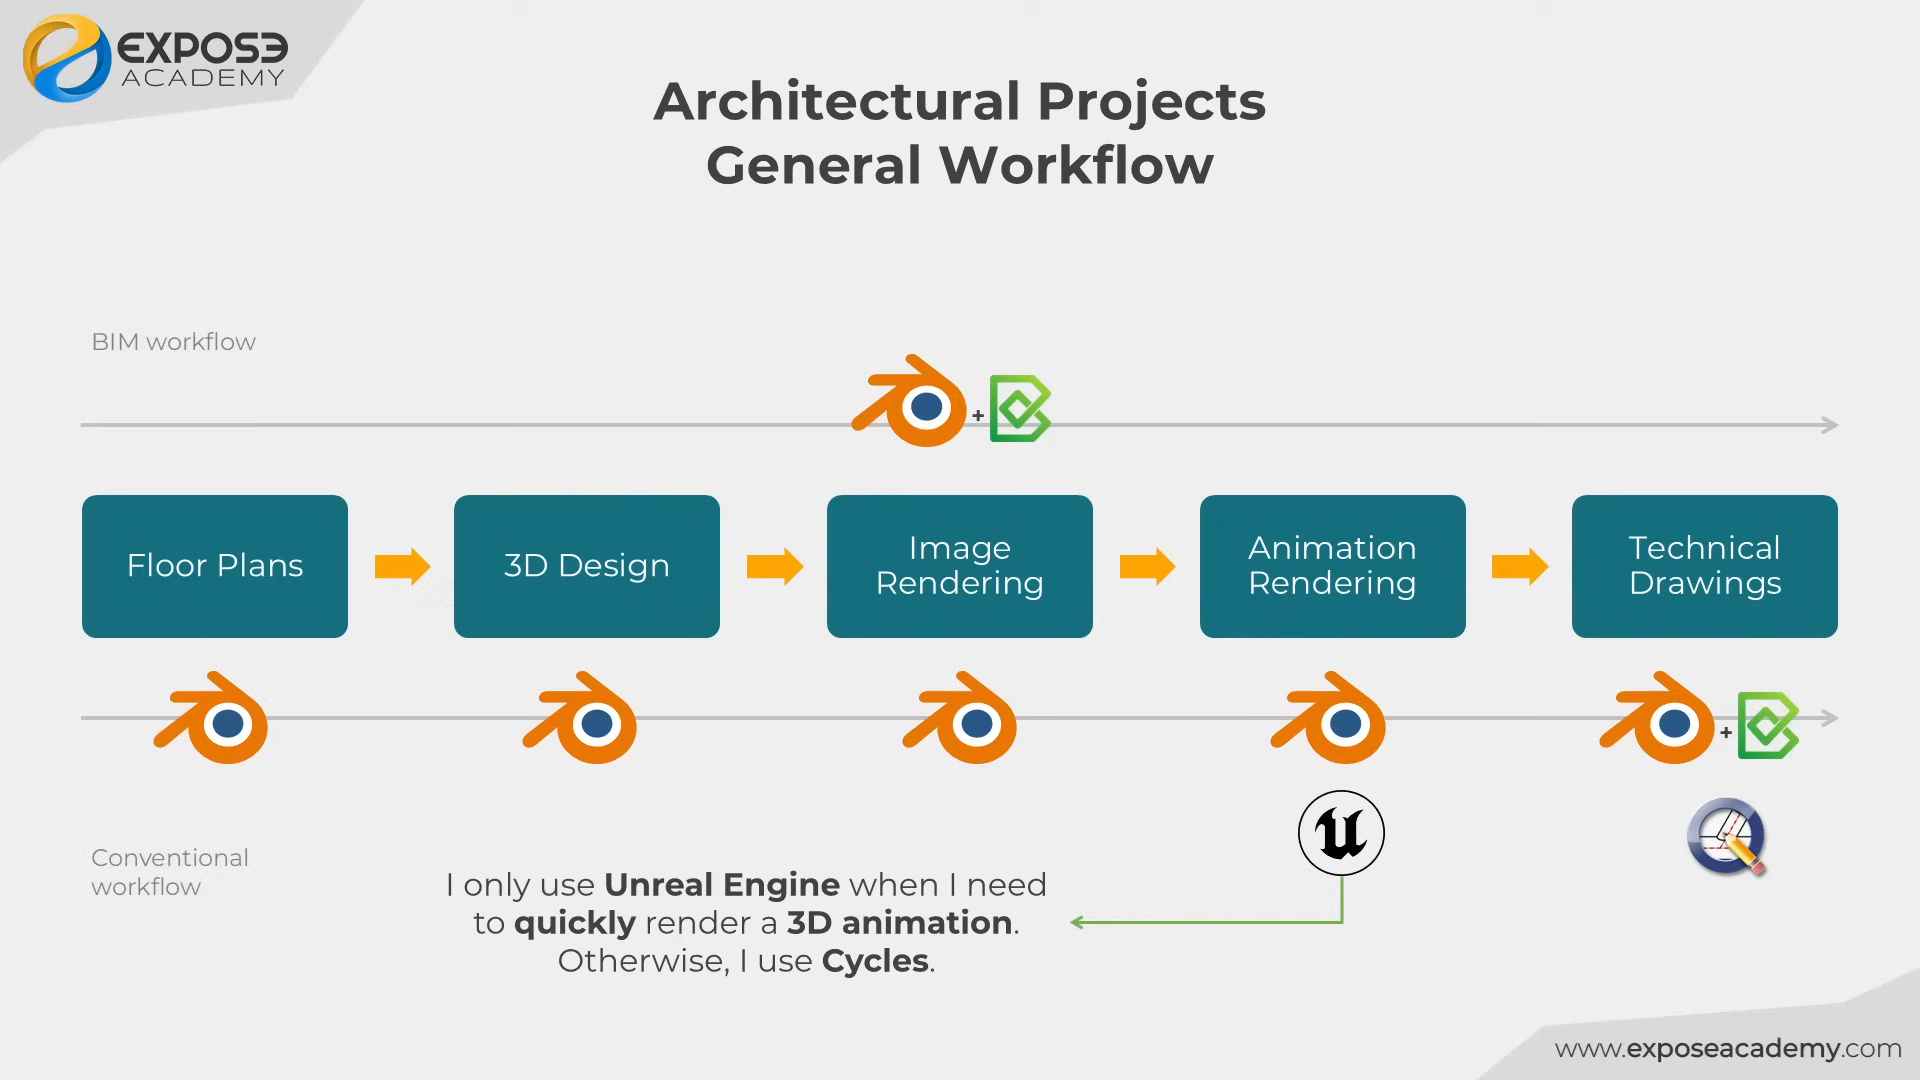 EXPOSE
ACADEMY
Architectural Projects
General Workflow
BIM workflow
+
Floor Plans
3D Design
Image
Rendering
Animation
Rendering
Technical
Drawings
+
Conventional
workflow
I only use Unreal Engine when I need
to quickly render a 3D animation.
Otherwise, I use Cycles.
www.exposeacademy.com